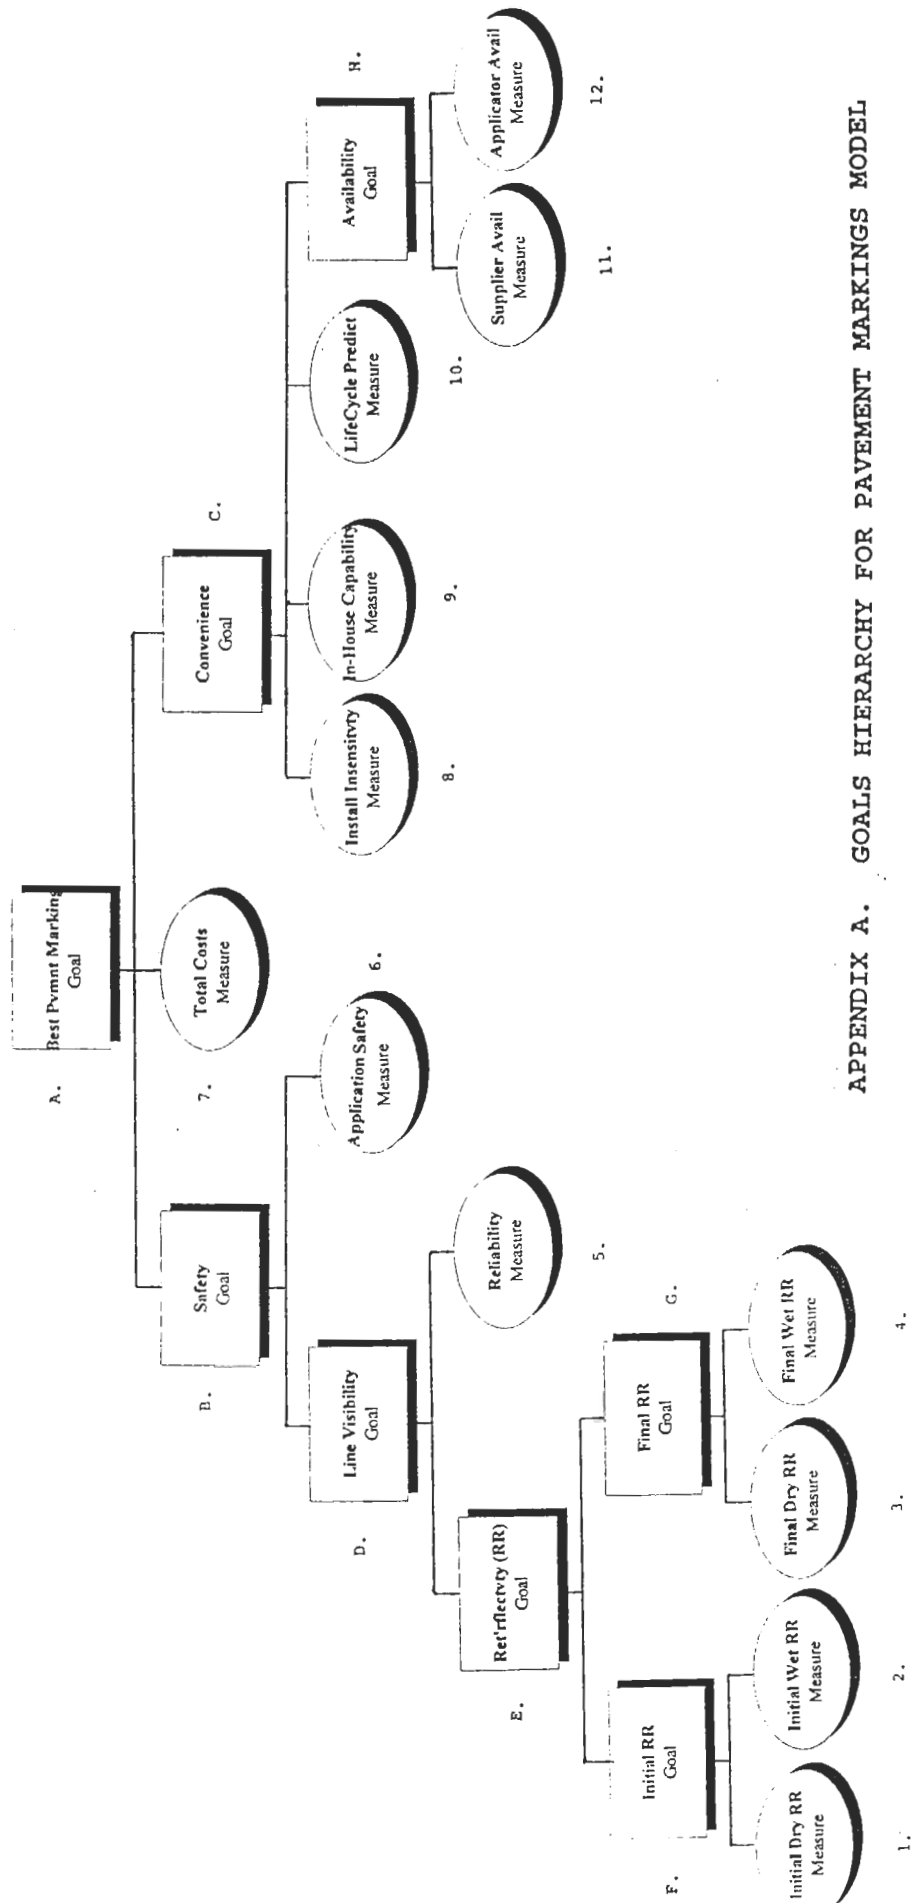 A.
Best Pvmnt Marking
Goal
B.
Safety
Goal
7.
Total Costs
Measure
C.
Convenience
Goal
D.
Line Visibility
Goal
Application Safety
Measure
6.
Install Insensitvty
Measure
8.
In-House Capability
Measure
9.
LifeCycle Predict
Measure
10.
Availability
Goal
H.
E.
Ret'rflectvty (RR)
Goal
Reliability
Measure
5.
Supplier Avail
Measure
11.
Applicator Avail
Measure
12.
F.
Initial RR
Goal
Final RR
Goal
G.
Initial Dry RR
Measure
1.
Initial Wet RR
Measure
2.
Final Dry RR
Measure
3.
Final Wet RR
Measure
4.
APPENDIX A. GOALS HIERARCHY FOR PAVEMENT MARKINGS MODEL